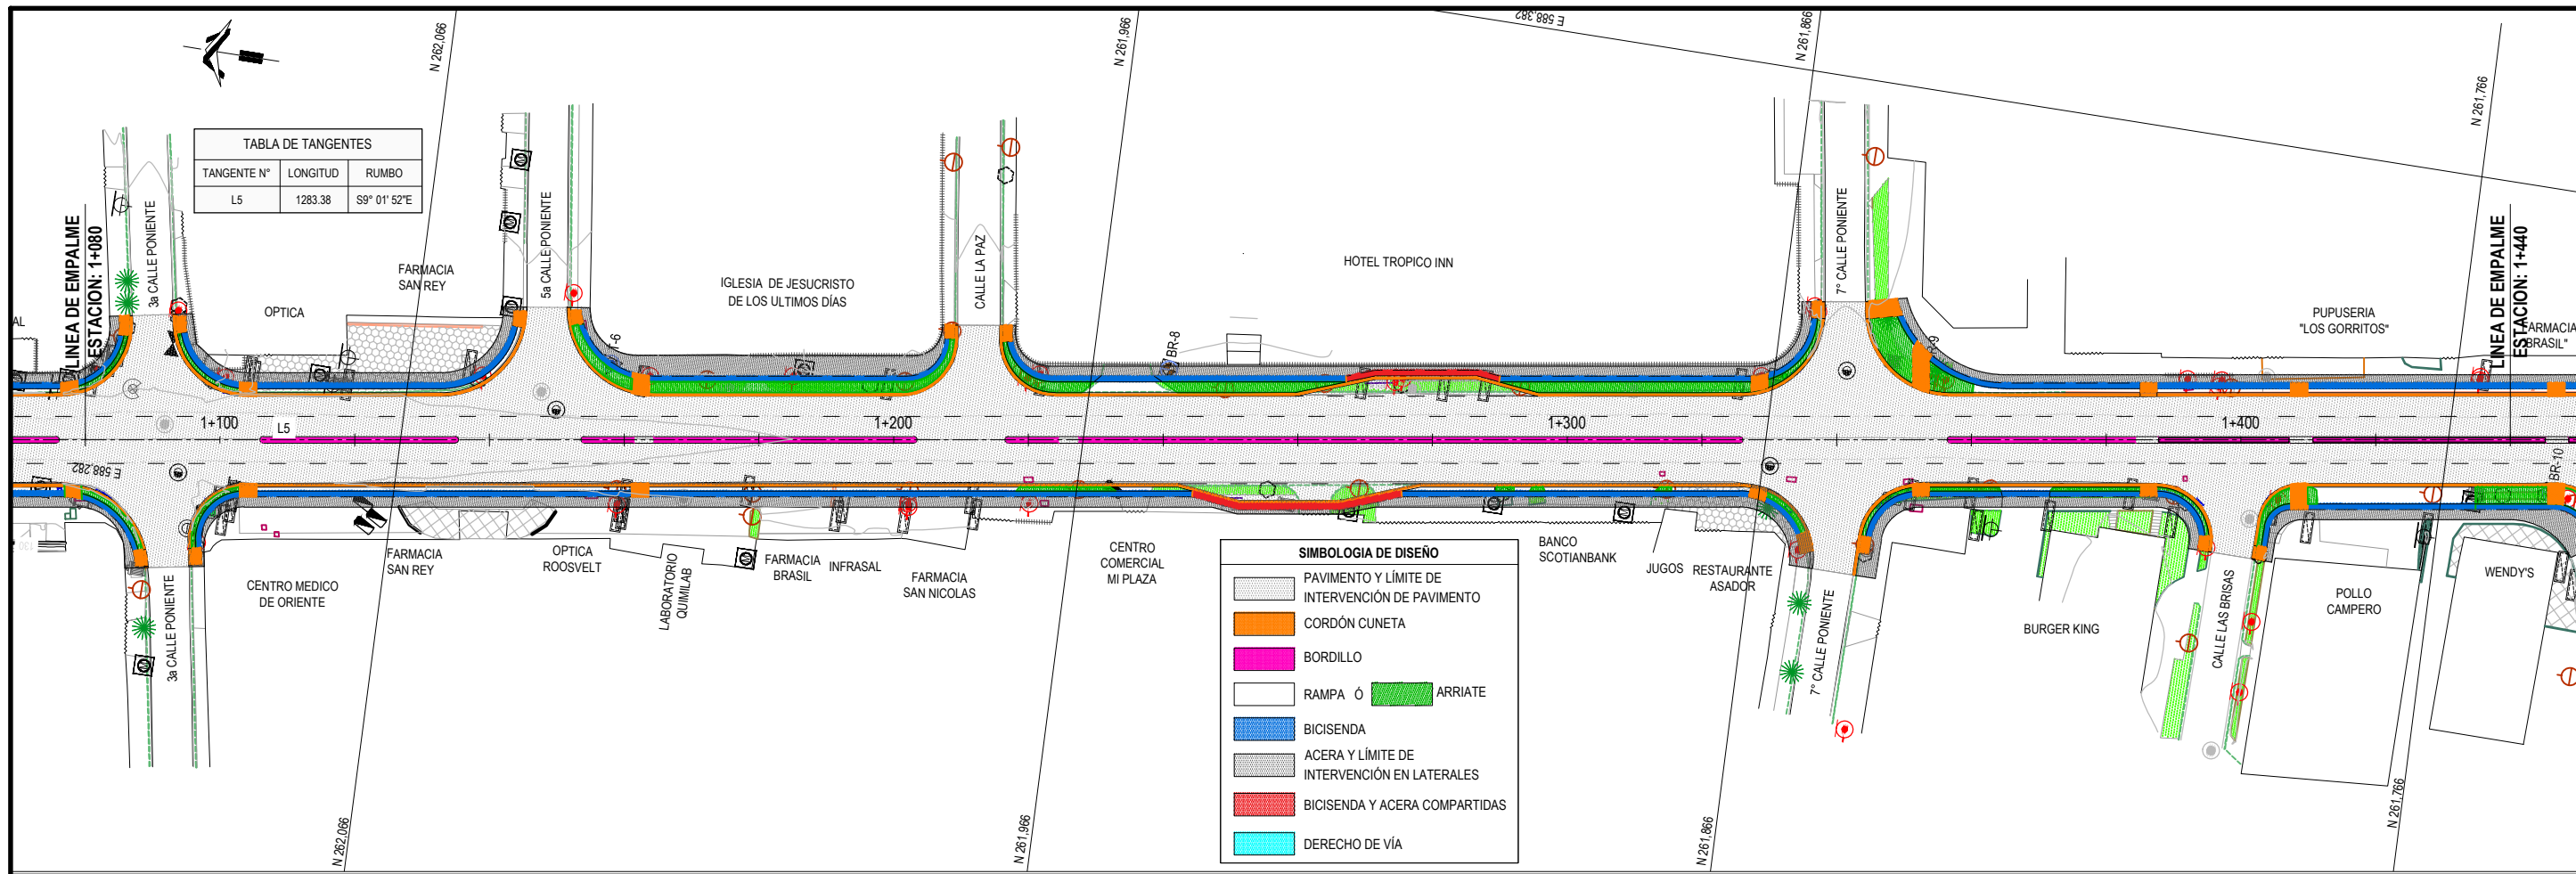 E 588,382
N 262,066
N 261,966
N 261,866
N 261,766
TABLA DE TANGENTES
TANGENTE N° LONGITUD RUMBO
L5 1283.38 S9° 01' 52"E
LINEA DE EMPALME
ESTACION: 1+080
3a CALLE PONIENTE
OPTICA
FARMACIA
SAN REY
5a CALLE PONIENTE
IGLESIA DE JESUCRISTO
DE LOS ULTIMOS DÍAS
CALLE LA PAZ
HOTEL TROPICO INN
7° CALLE PONIENTE
PUPUSERIA
"LOS GORRITOS"
LINEA DE EMPALME
ESTACION: 1+440
FARMACIA
BRASIL"
AL
BR-8
1+100
L5
1+200
1+300
1+400
E 588,282
BR-10
3a CALLE PONIENTE
CENTRO MEDICO
DE ORIENTE
FARMACIA
SAN REY
OPTICA
ROOSVELT
LABORATORIO
QUIMILAB
FARMACIA
BRASIL
INFRASAL
FARMACIA
SAN NICOLAS
CENTRO
COMERCIAL
MI PLAZA
BANCO
SCOTIANBANK
JUGOS
RESTAURANTE
ASADOR
7° CALLE PONIENTE
BURGER KING
CALLE LAS BRISAS
POLLO
CAMPERO
WENDY'S
SIMBOLOGIA DE DISEÑO
PAVIMENTO Y LÍMITE DE
INTERVENCIÓN DE PAVIMENTO
CORDÓN CUNETA
BORDILLO
RAMPA Ó ARRIATE
BICISENDA
ACERA Y LÍMITE DE
INTERVENCIÓN EN LATERALES
BICISENDA Y ACERA COMPARTIDAS
DERECHO DE VÍA
N 262,066
N 261,966
N 261,866
N 261,766